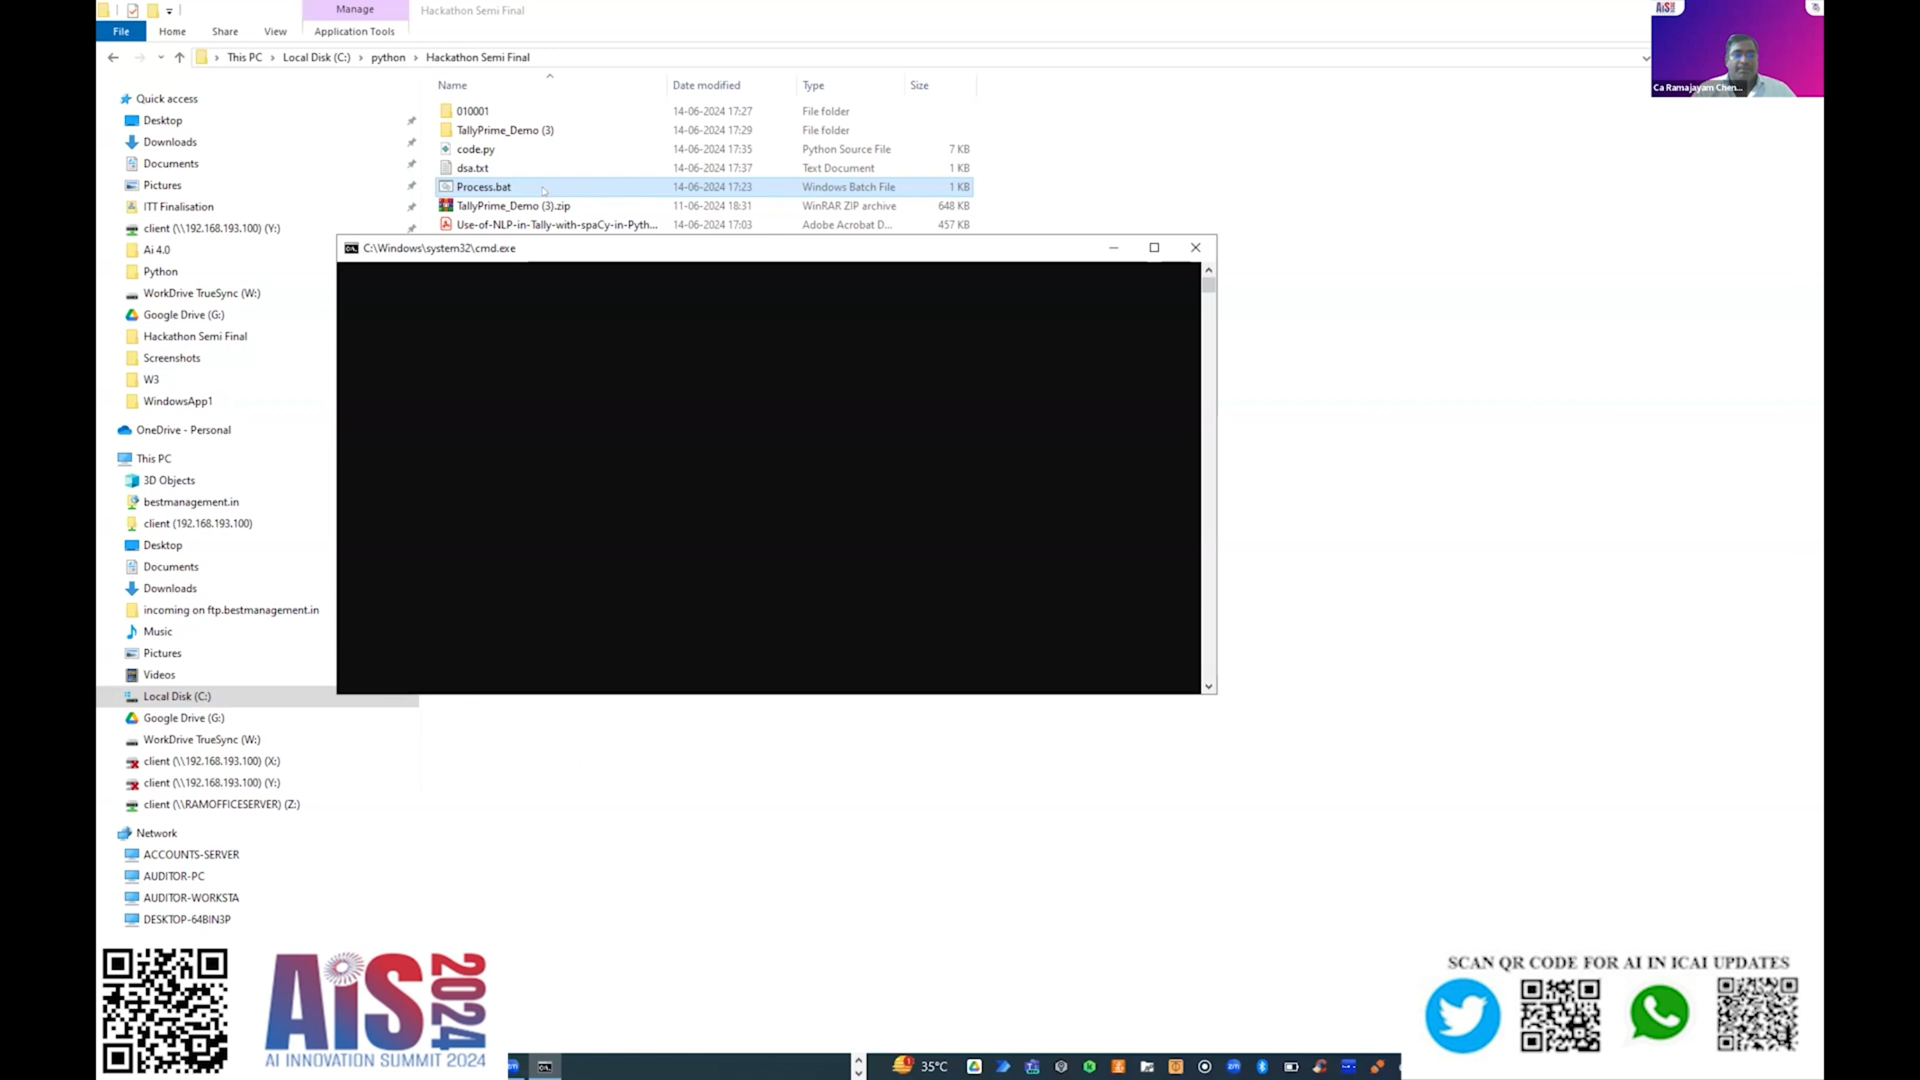 Manage
Hackathon Semi Final
File
Home
Share
View
Application Tools
This PC
Local Disk (C:)
python
Hackathon Semi Final
Name
Date modified
Type
Size
010001
14-06-2024 17:27
File folder
TallyPrime_Demo (3)
14-06-2024 17:29
File folder
code.py
14-06-2024 17:35
Python Source File
7 KB
dsa.txt
14-06-2024 17:37
Text Document
1 KB
Process.bat
14-06-2024 17:23
Windows Batch File
1 KB
TallyPrime_Demo (3).zip
11-06-2024 18:31
WinRAR ZIP archive
648 KB
Use-of-NLP-in-Tally-with-spaCy-in-Pyth...
14-06-2024 17:03
Adobe Acrobat D...
457 KB
C:\Windows\system32\cmd.exe
Quick access
Desktop
Downloads
Documents
Pictures
ITT Finalisation
client (\\192.168.193.100) (Y:)
Ai 4.0
Python
WorkDrive TrueSync (W:)
Google Drive (G:)
Hackathon Semi Final
Screenshots
W3
WindowsApp1
OneDrive - Personal
This PC
3D Objects
bestmanagement.in
client (192.168.193.100)
Desktop
Documents
Downloads
incoming on ftp.bestmanagement.in
Music
Pictures
Videos
Local Disk (C:)
Google Drive (G:)
WorkDrive TrueSync (W:)
client (\\192.168.193.100) (X:)
client (\\192.168.193.100) (Y:)
client (\\RAMOFFICESERVER) (Z:)
Network
ACCOUNTS-SERVER
AUDITOR-PC
AUDITOR-WORKSTA
DESKTOP-64BIN3P
AiS
Ca Ramajayam Chen...
AiS 2024
AI INNOVATION SUMMIT 2024
35°C
SCAN QR CODE FOR AI IN ICAI UPDATES